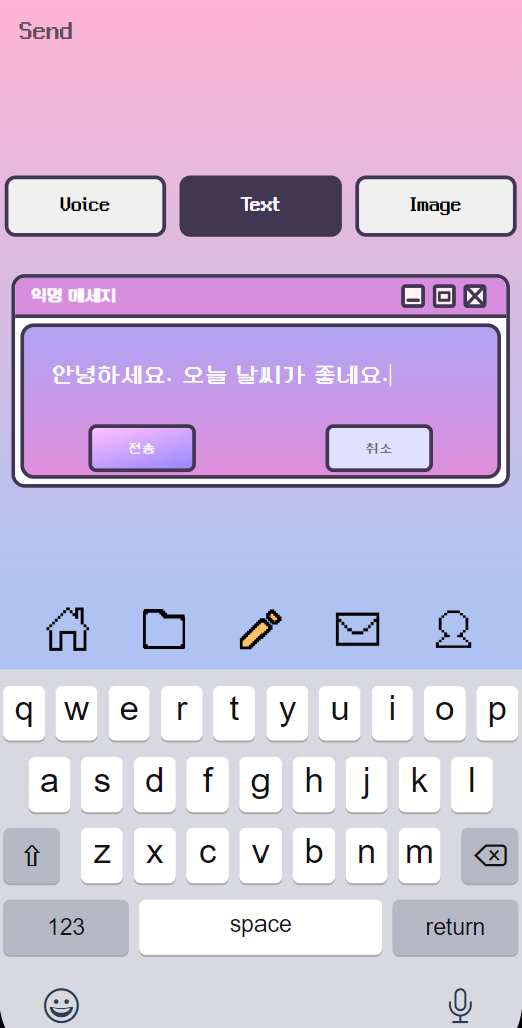 Send
Voice Text Image
익명 메세지
안녕하세요. 오늘 날씨가 좋네요.
전송 취소
q w e r t y u i o p
a s d f g h j k l
z x c v b n m
123 space return